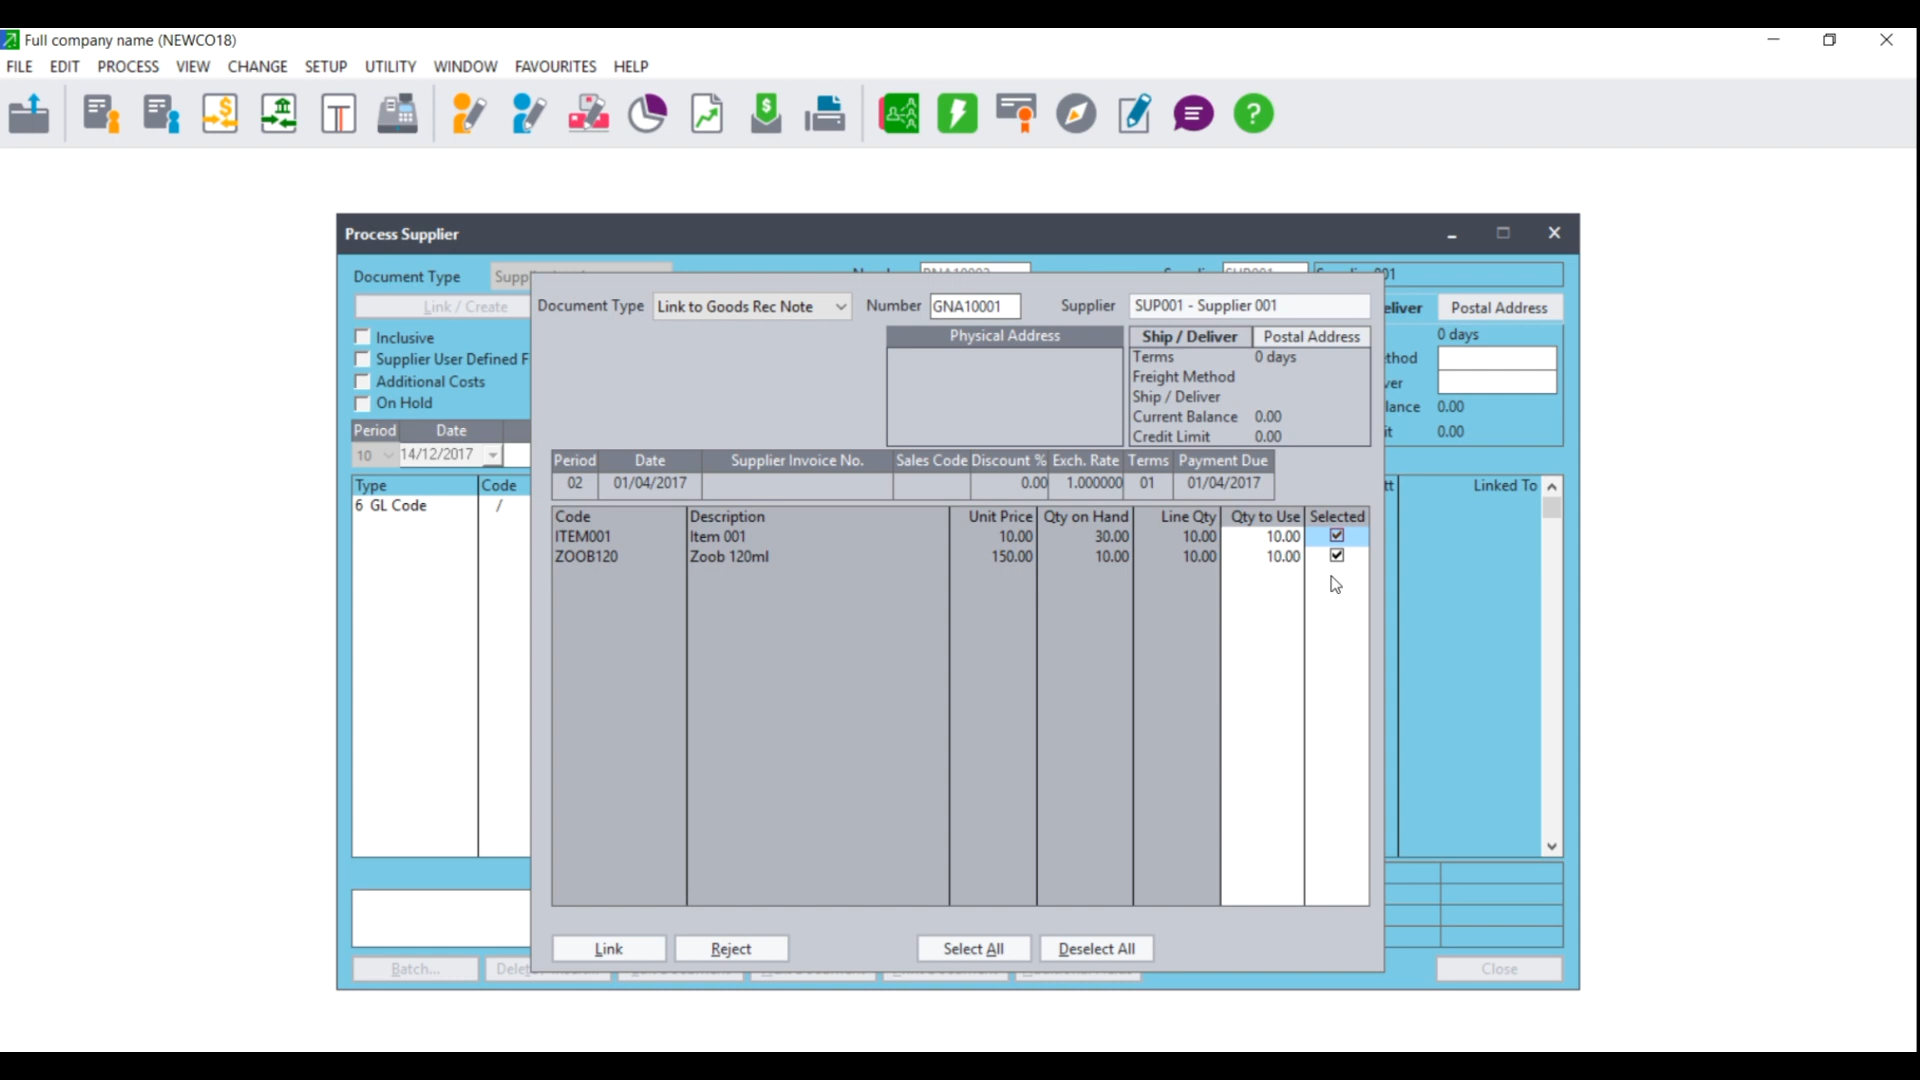 Full company name (NEWCO18)
FILE EDIT PROCESS VIEW CHANGE SETUP UTILITY WINDOW FAVOURITES HELP
Process Supplier
Document Type
Link / Create
Inclusive
Supplier User Defined F
Additional Costs
On Hold
Period Date
10 14/12/2017
Type Code
6 GL Code /
Document Type Link to Goods Rec Note Number GNA10001 Supplier SUP001 - Supplier 001
Physical Address Ship / Deliver Postal Address
Terms 0 days
Freight Method
Ship / Deliver
Current Balance 0.00
Credit Limit 0.00
Period Date Supplier Invoice No. Sales Code Discount % Exch. Rate Terms Payment Due
02 01/04/2017 0.00 1.000000 01 01/04/2017
Code Description Unit Price Qty on Hand Line Qty Qty to Use Selected
ITEM001 Item 001 10.00 30.00 10.00 10.00
ZOOB120 Zoob 120ml 150.00 10.00 10.00 10.00
Link Reject Select All Deselect All
eliver Postal Address
0 days
thod
ver
lance 0.00
it 0.00
tt Linked To
Batch... Close